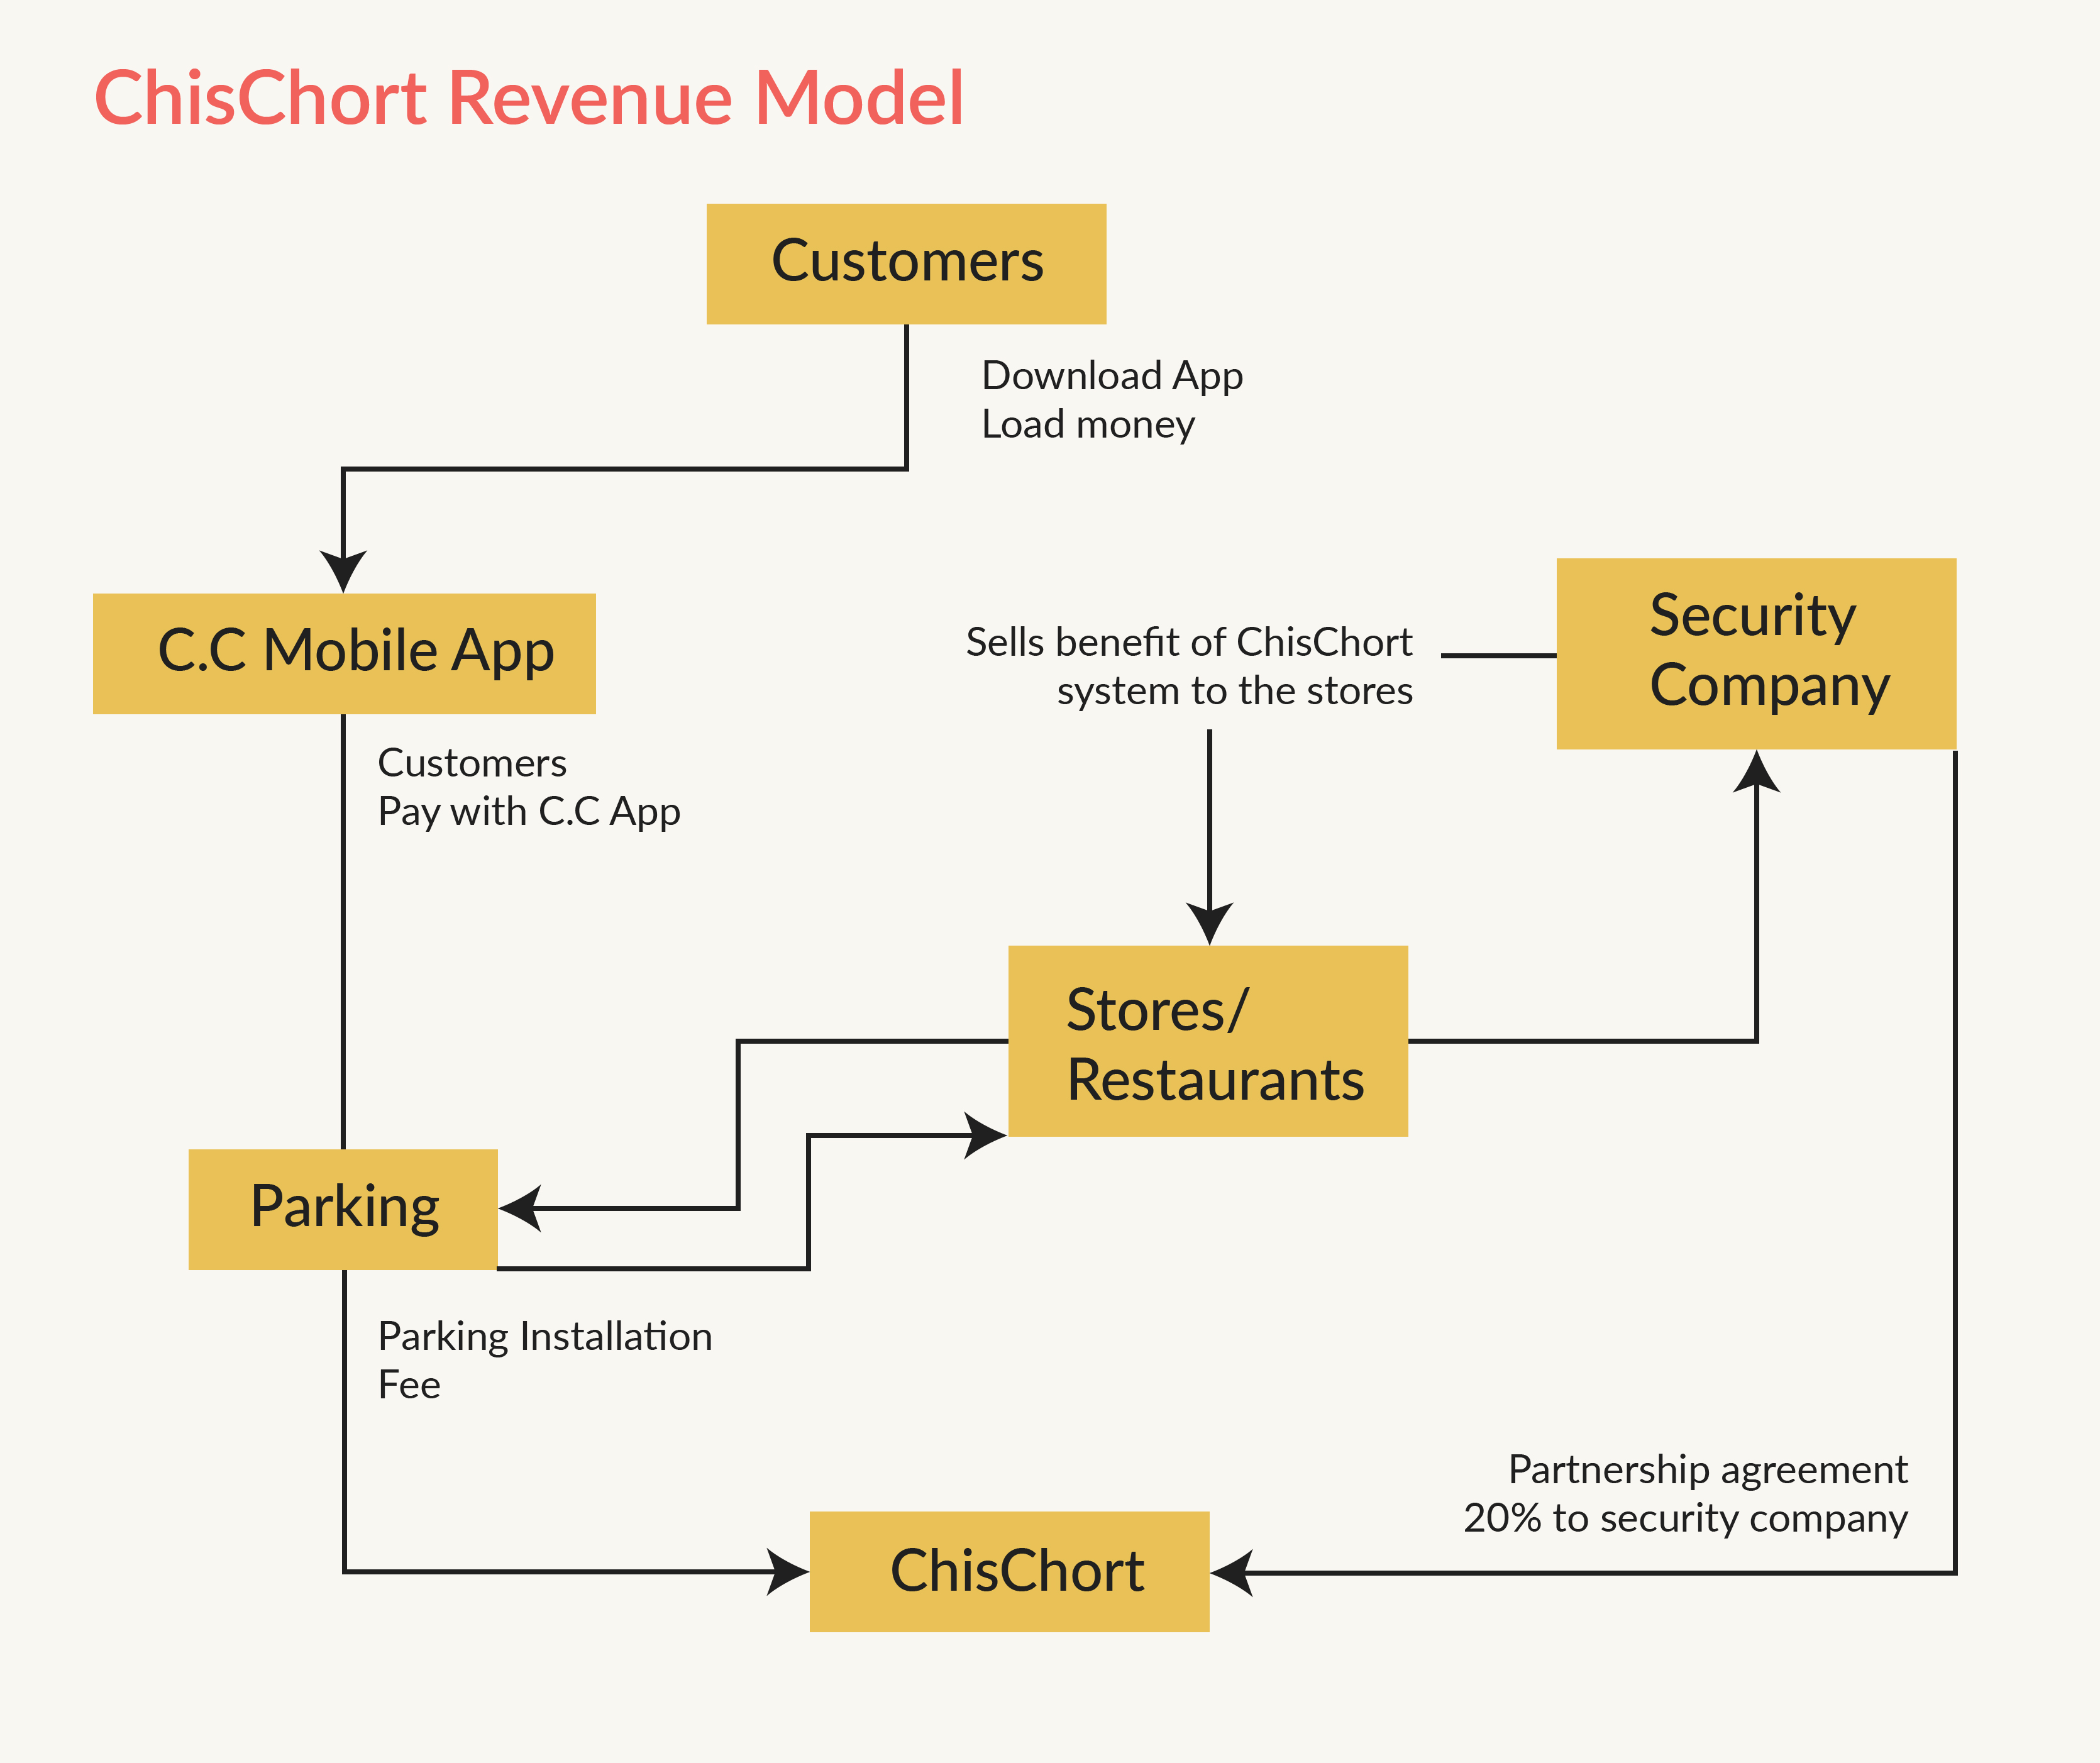 ChisChort Revenue Model
Customers
Download App
Load money
C.C Mobile App
Customers
Pay with C.C App
Sells benefit of ChisChort
system to the stores
Security
Company
Stores/
Restaurants
Parking
Parking Installation
Fee
Partnership agreement
20% to security company
ChisChort